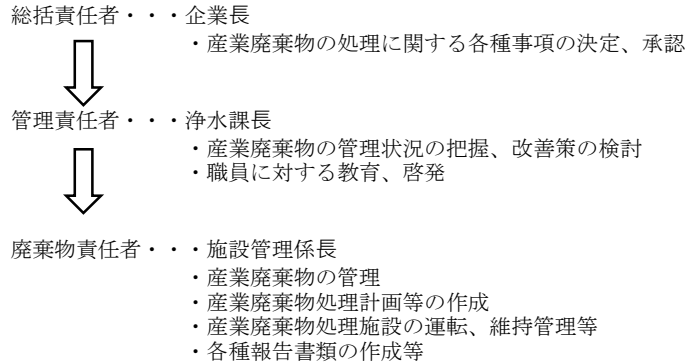 総括責任者・・・企業長
・産業廃棄物の処理に関する各種事項の決定、承認
管理責任者・・・浄水課長
・産業廃棄物の管理状況の把握、改善策の検討
・職員に対する教育、啓発
廃棄物責任者・・・施設管理係長
・産業廃棄物の管理
・産業廃棄物処理計画等の作成
・産業廃棄物処理施設の運転、維持管理等
・各種報告書類の作成等